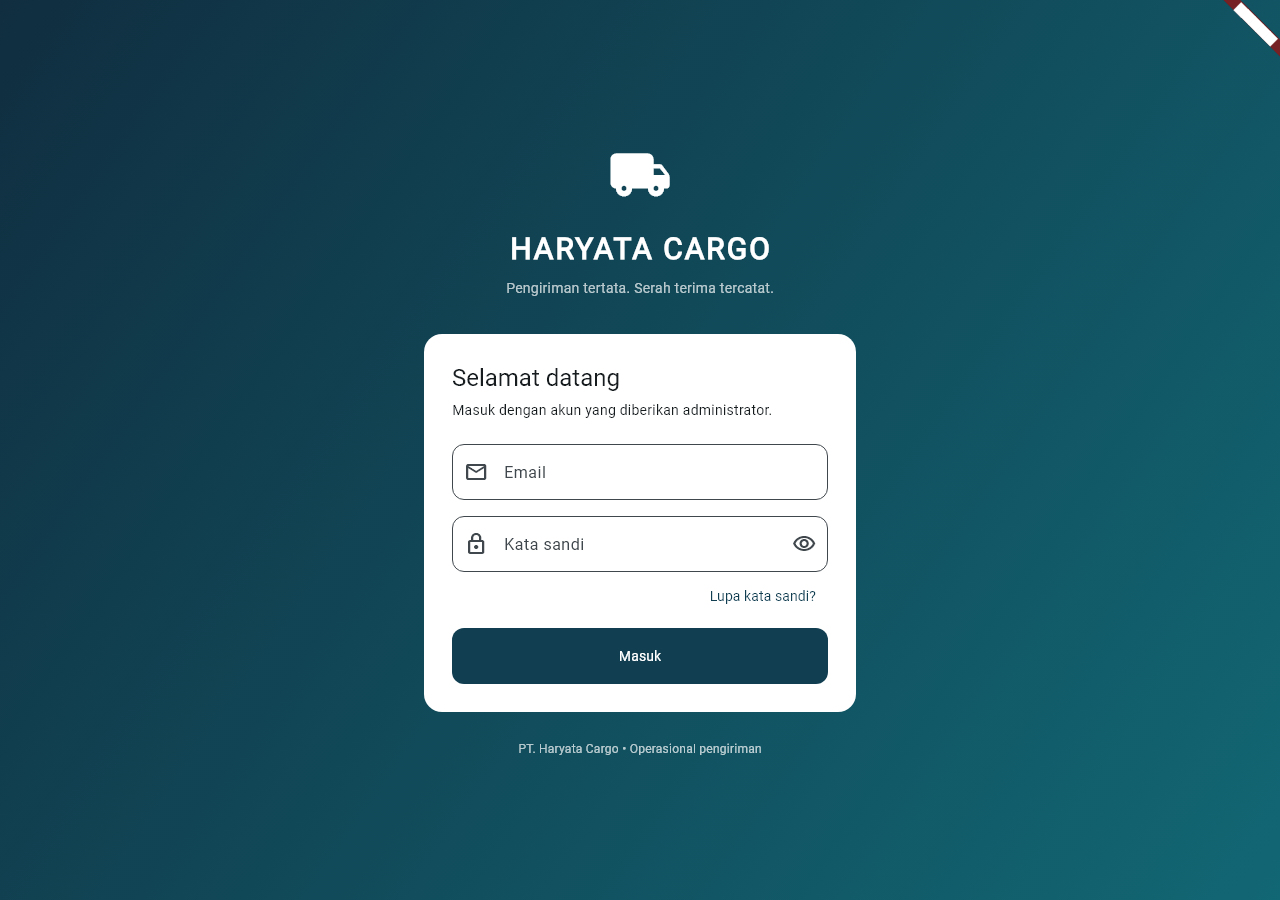 HARYATA CARGO
Pengiriman tertata. Serah terima tercatat.
Selamat datang
Masuk dengan akun yang diberikan administrator.
Email
Kata sandi
Lupa kata sandi?
Masuk
PT. Haryata Cargo • Operasional pengiriman